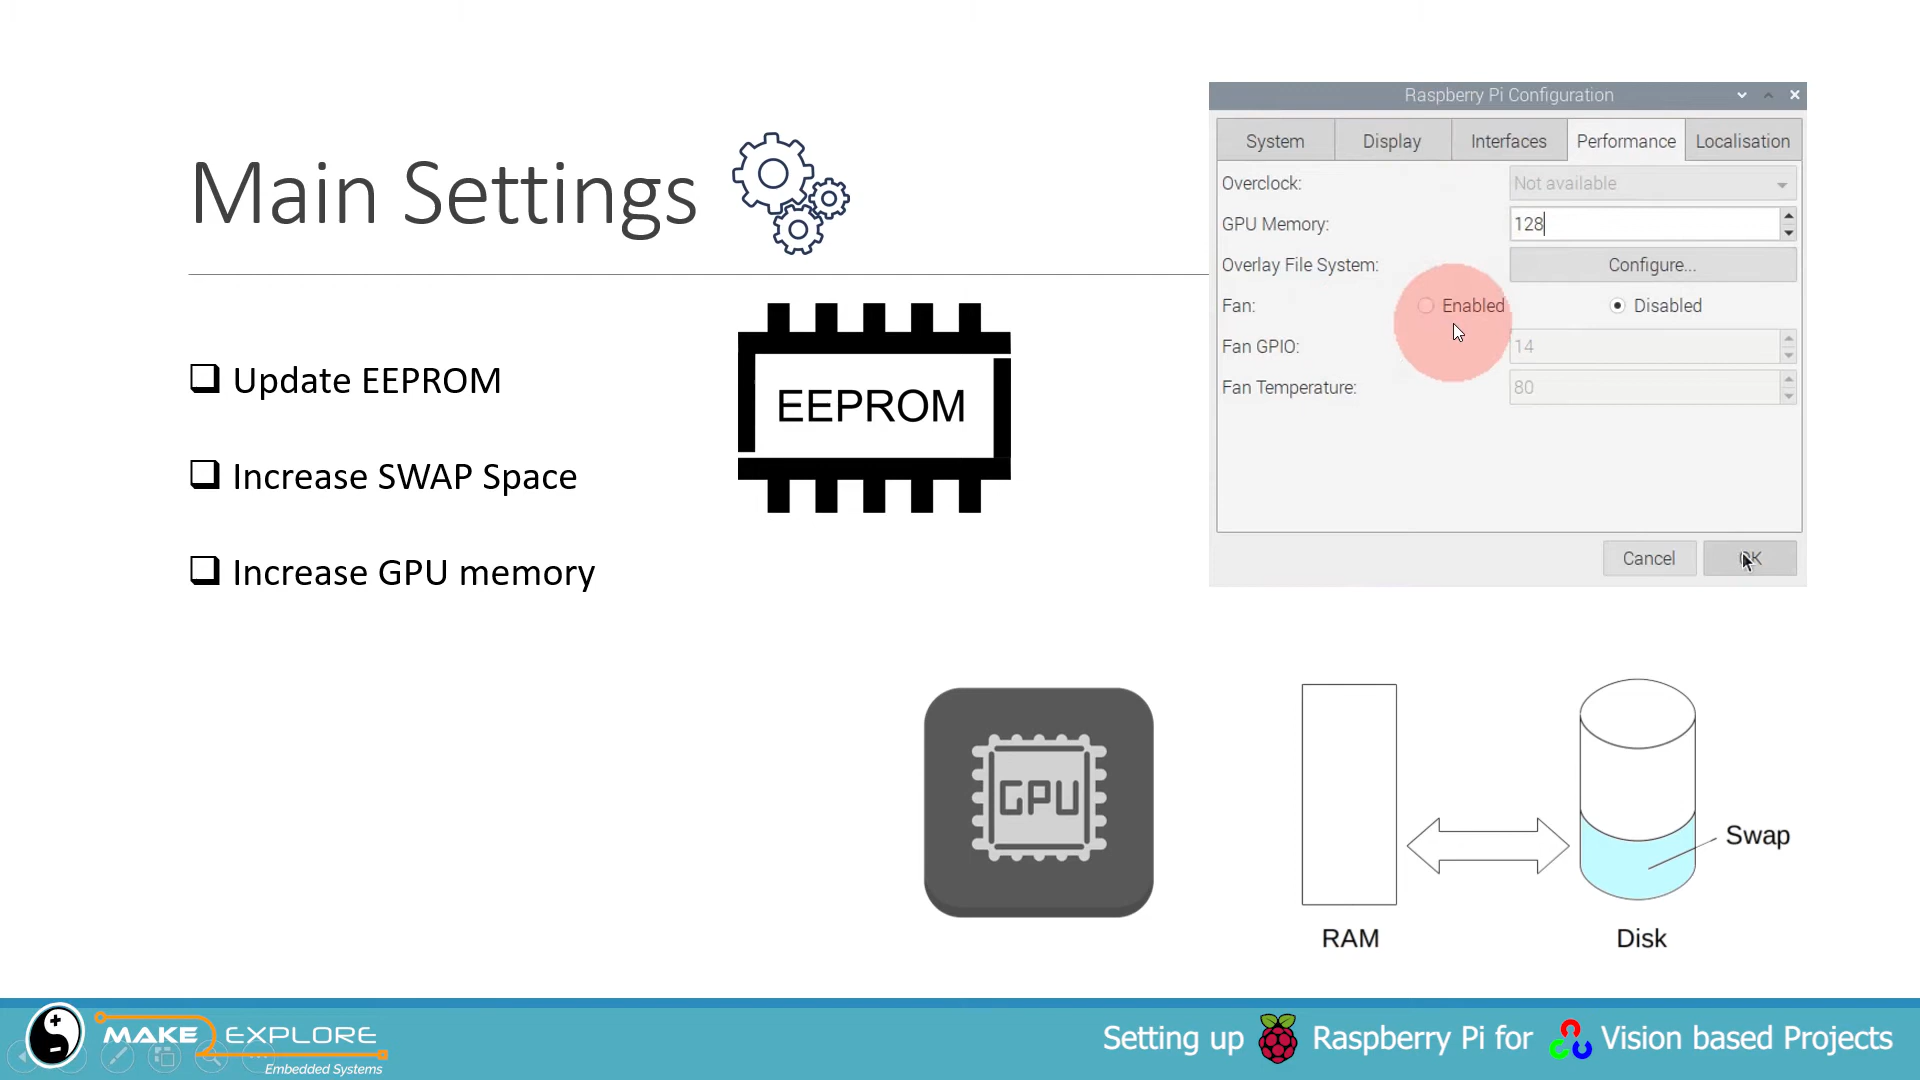 Main Settings
Update EEPROM
Increase SWAP Space
Increase GPU memory
EEPROM
Raspberry Pi Configuration
System
Display
Interfaces
Performance
Localisation
Overclock:
Not available
GPU Memory:
128
Overlay File System:
Configure...
Fan:
Enabled
Disabled
Fan GPIO:
14
Fan Temperature:
80
Cancel
OK
GPU
RAM
Disk
Swap
MAKE 2 EXPLORE
Embedded Systems
Setting up Raspberry Pi for Vision based Projects